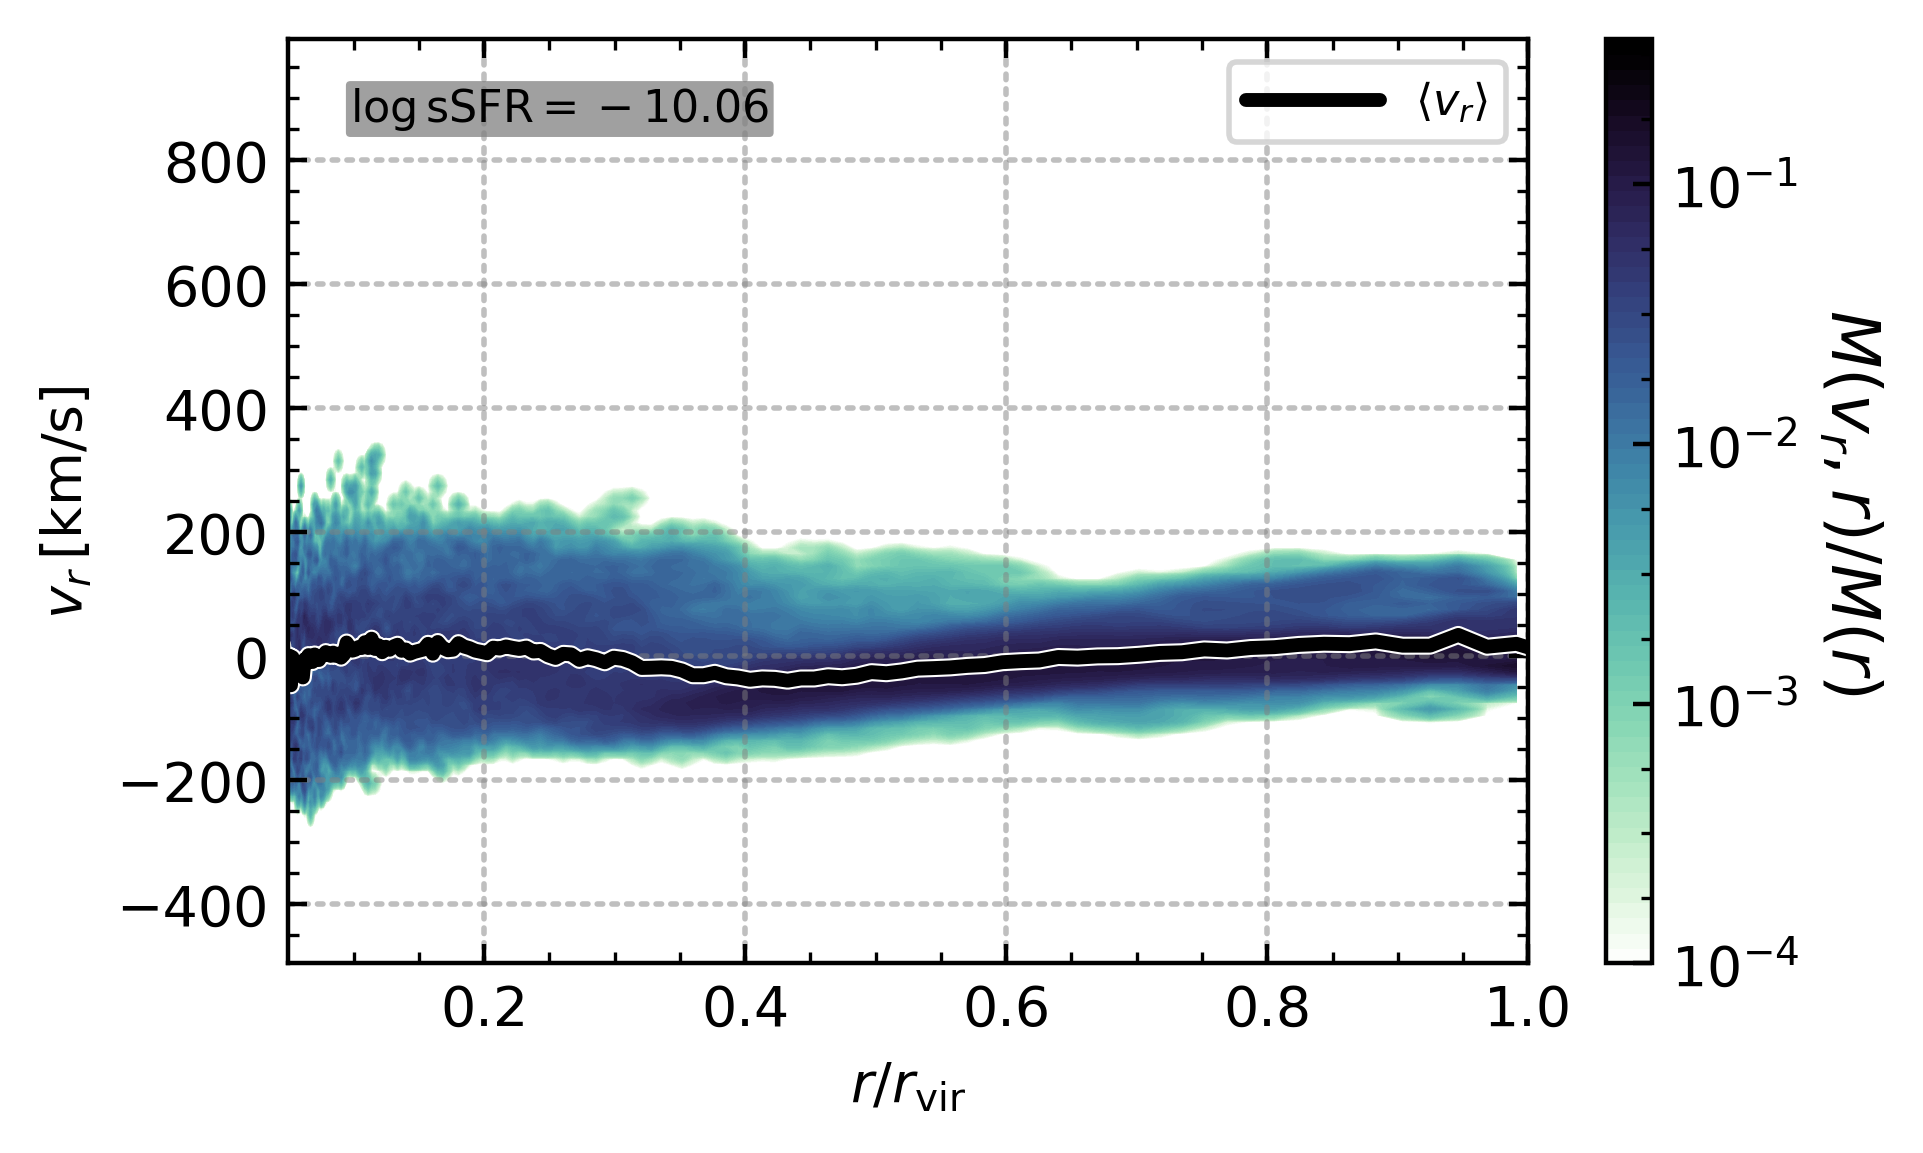 log sSFR = − 10.06
⟨v_r⟩
800
600
400
200
0
−200
−400
v_r [km/s]
0.2 0.4 0.6 0.8 1.0
r/r_vir
10^−1
10^−2
10^−3
10^−4
M(v_r, r)/M(r)